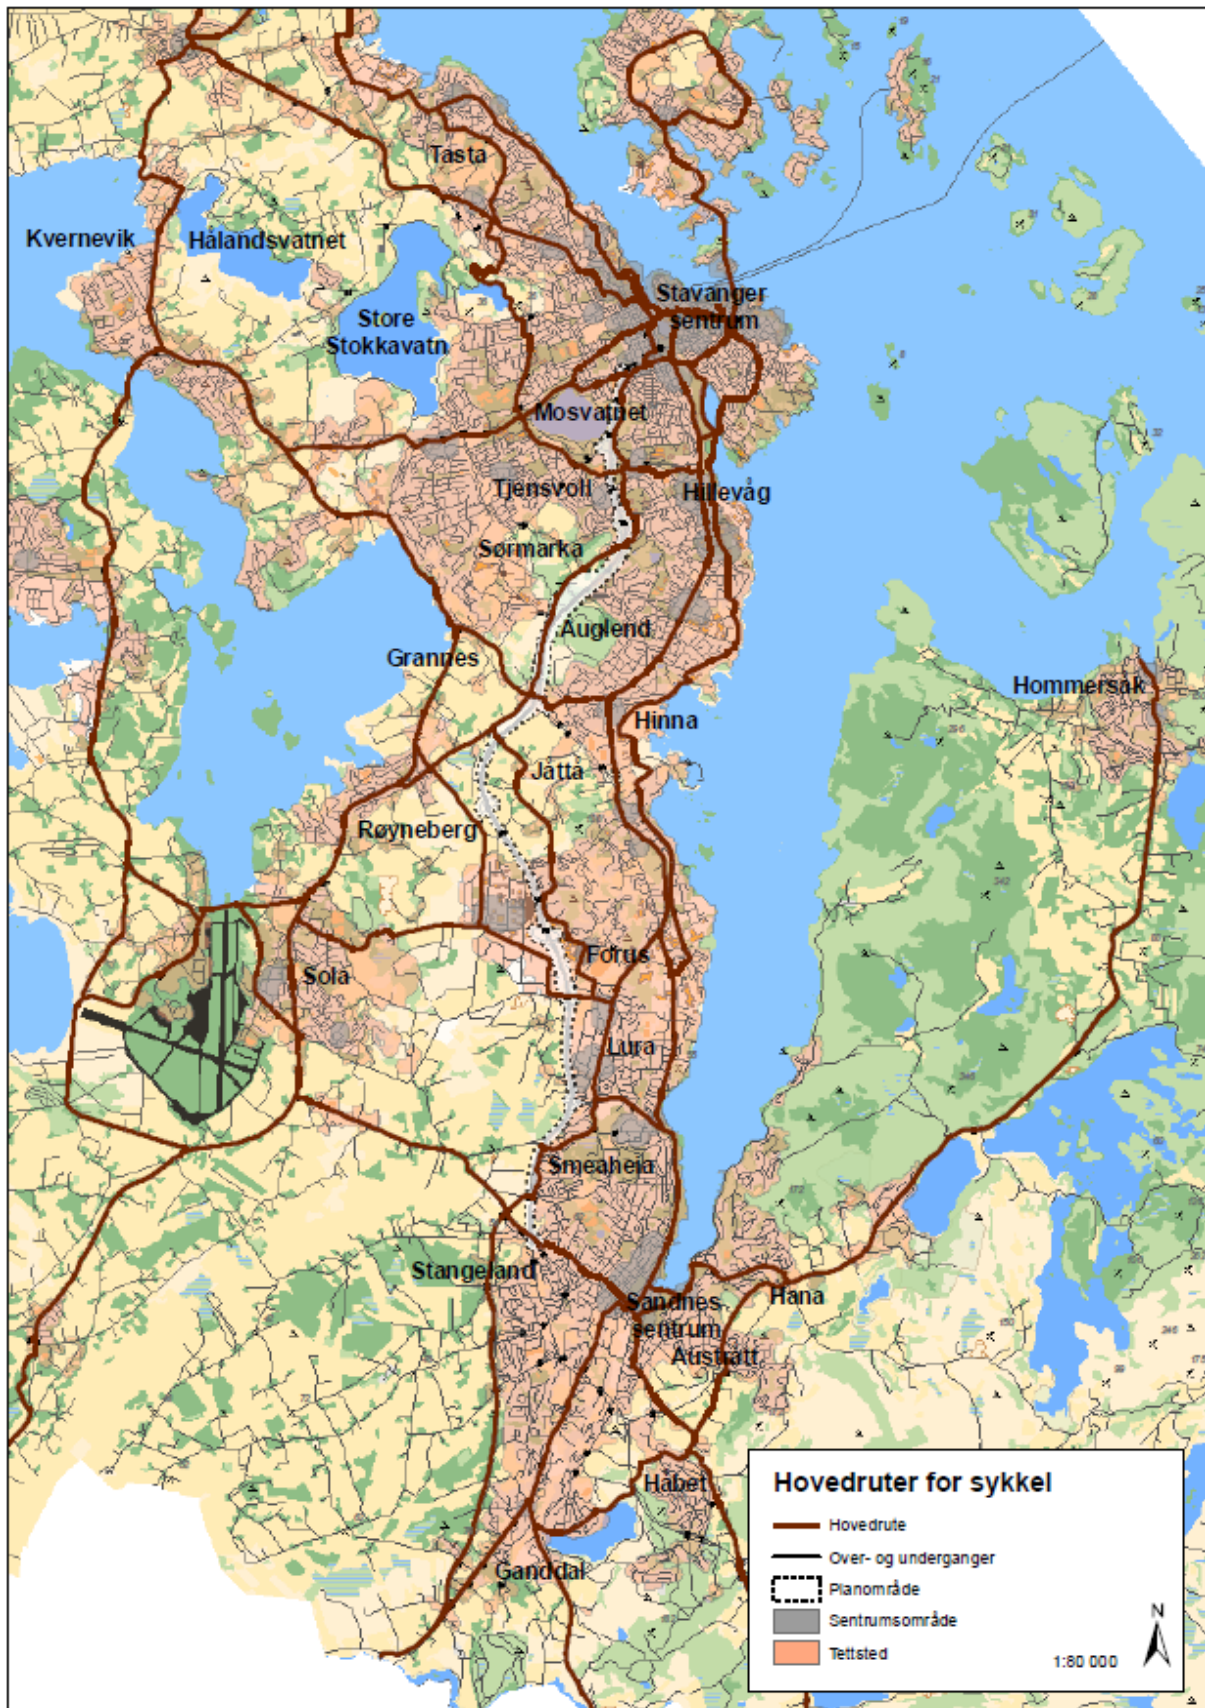 Tasta
Kvernevik
Hålandsvatnet
Stavanger
sentrum
Store
Stokkavatn
Mosvatnet
Tjensvoll
Hillevåg
Sørmarka
Auglend
Grannes
Hommersåk
Hinna
Jåttå
Røyneberg
Forus
Sola
Lura
Smeaheia
Stangeland
Hana
Sandnes
sentrum
Austrått
Håbet
Ganddal
Hovedruter for sykkel
Hovedrute
Over- og underganger
Planområde
Sentrumsområde
Tettsted
N
1:80 000